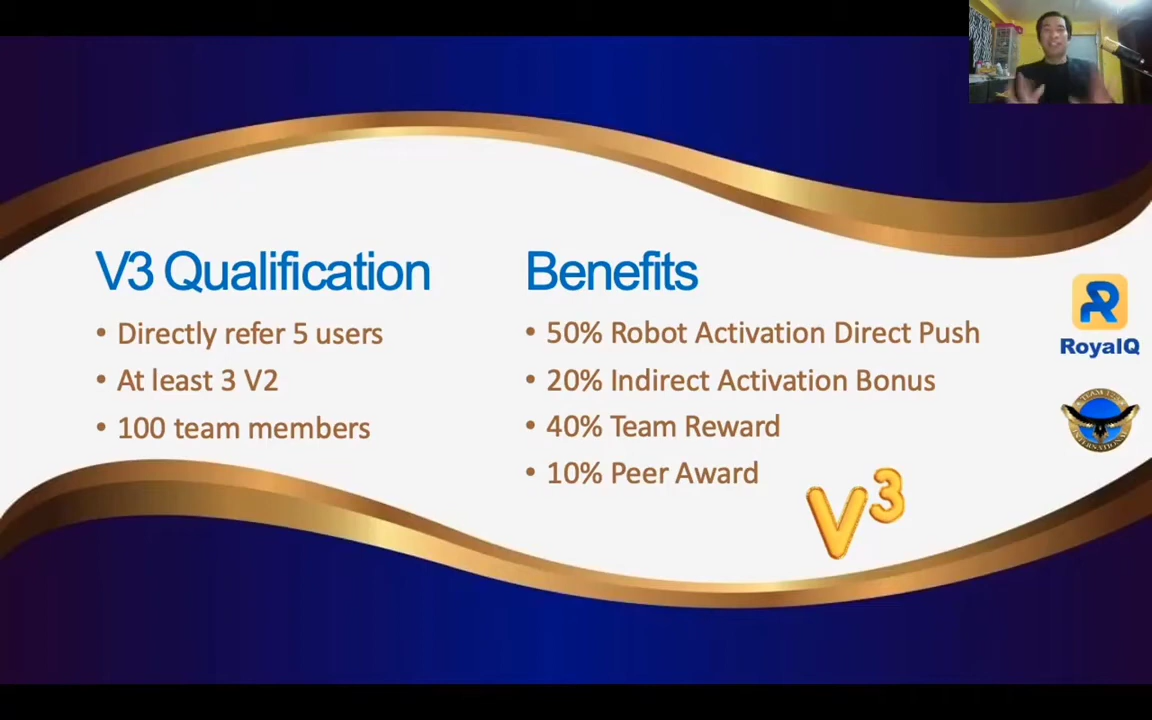 V3 Qualification
• Directly refer 5 users
• At least 3 V2
• 100 team members
Benefits
• 50% Robot Activation Direct Push
• 20% Indirect Activation Bonus
• 40% Team Reward
• 10% Peer Award
V3
RoyalQ
INTERNATIONAL